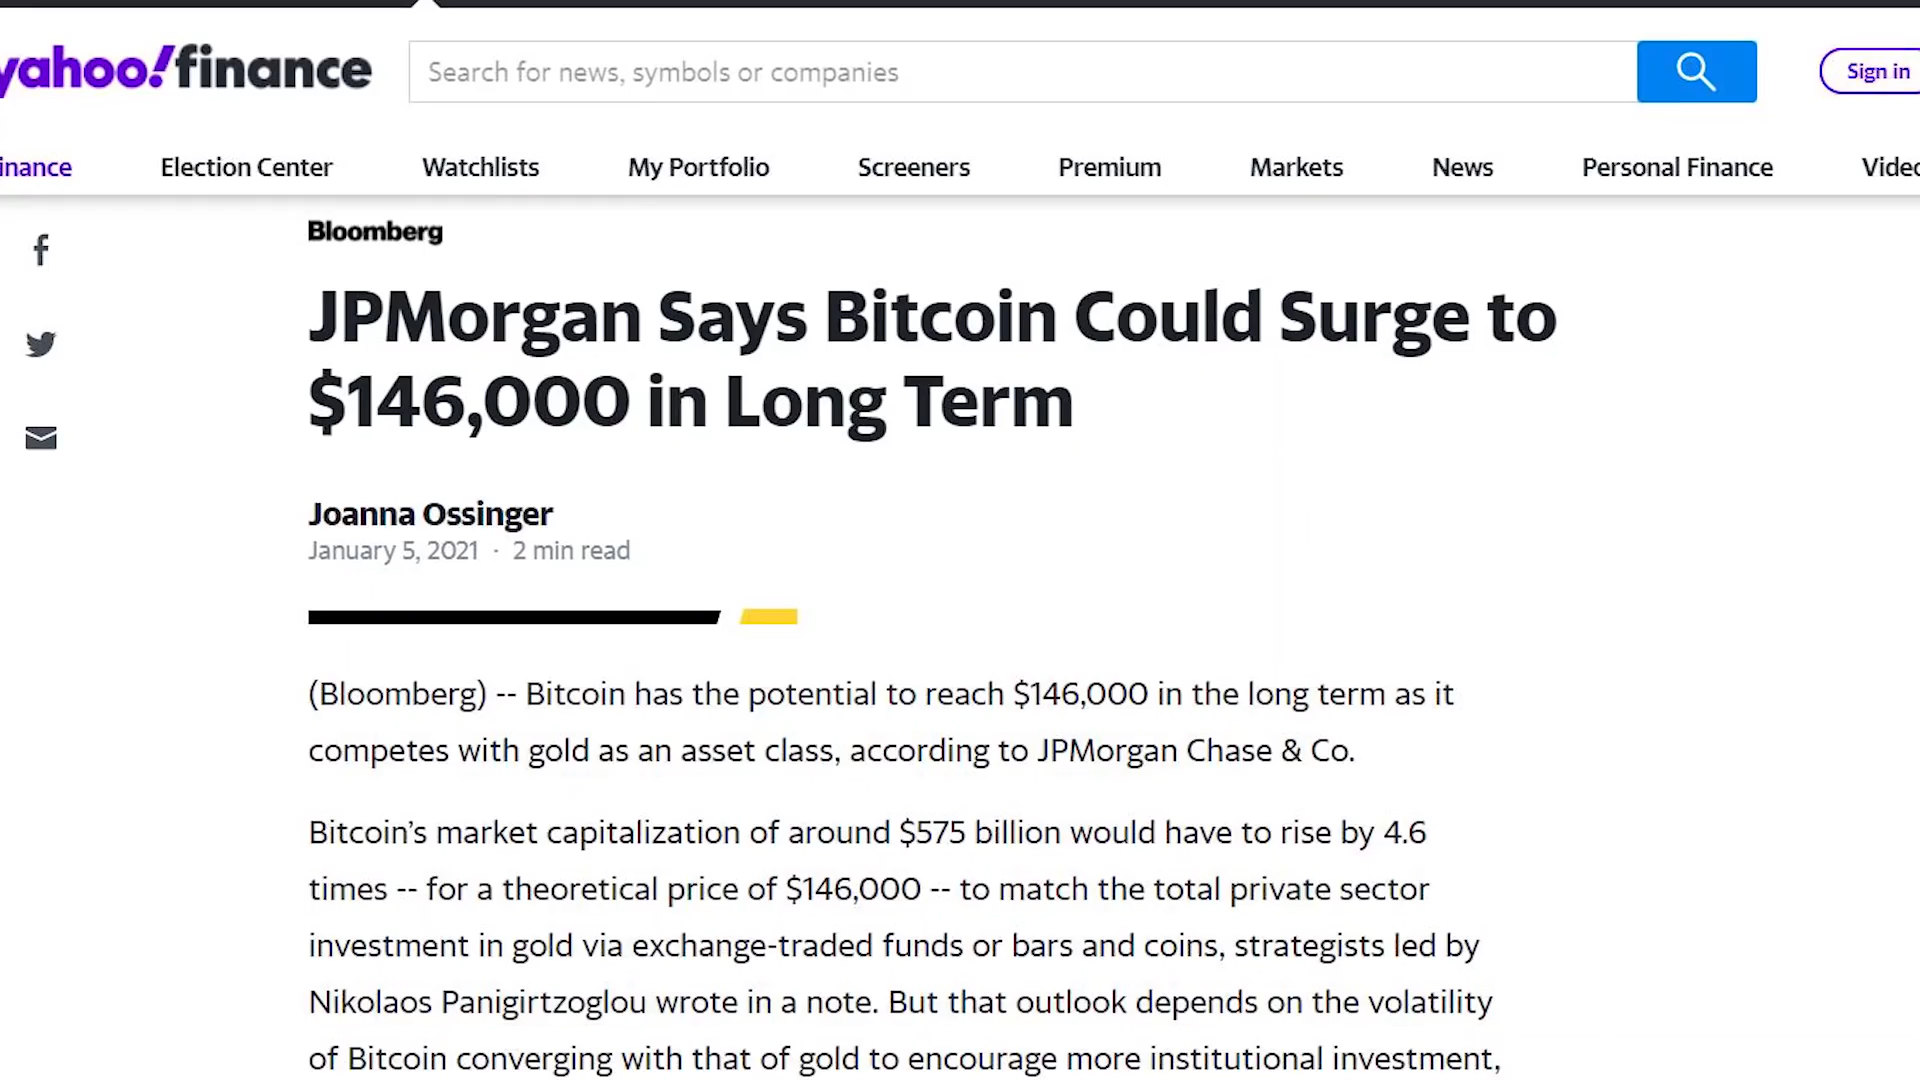 yahoo!finance
Search for news, symbols or companies
Sign in
inance Election Center Watchlists My Portfolio Screeners Premium Markets News Personal Finance Videc
Bloomberg
JPMorgan Says Bitcoin Could Surge to
$146,000 in Long Term
Joanna Ossinger
January 5, 2021 · 2 min read
(Bloomberg) -- Bitcoin has the potential to reach $146,000 in the long term as it
competes with gold as an asset class, according to JPMorgan Chase & Co.
Bitcoin’s market capitalization of around $575 billion would have to rise by 4.6
times -- for a theoretical price of $146,000 -- to match the total private sector
investment in gold via exchange-traded funds or bars and coins, strategists led by
Nikolaos Panigirtzoglou wrote in a note. But that outlook depends on the volatility
of Bitcoin converging with that of gold to encourage more institutional investment,